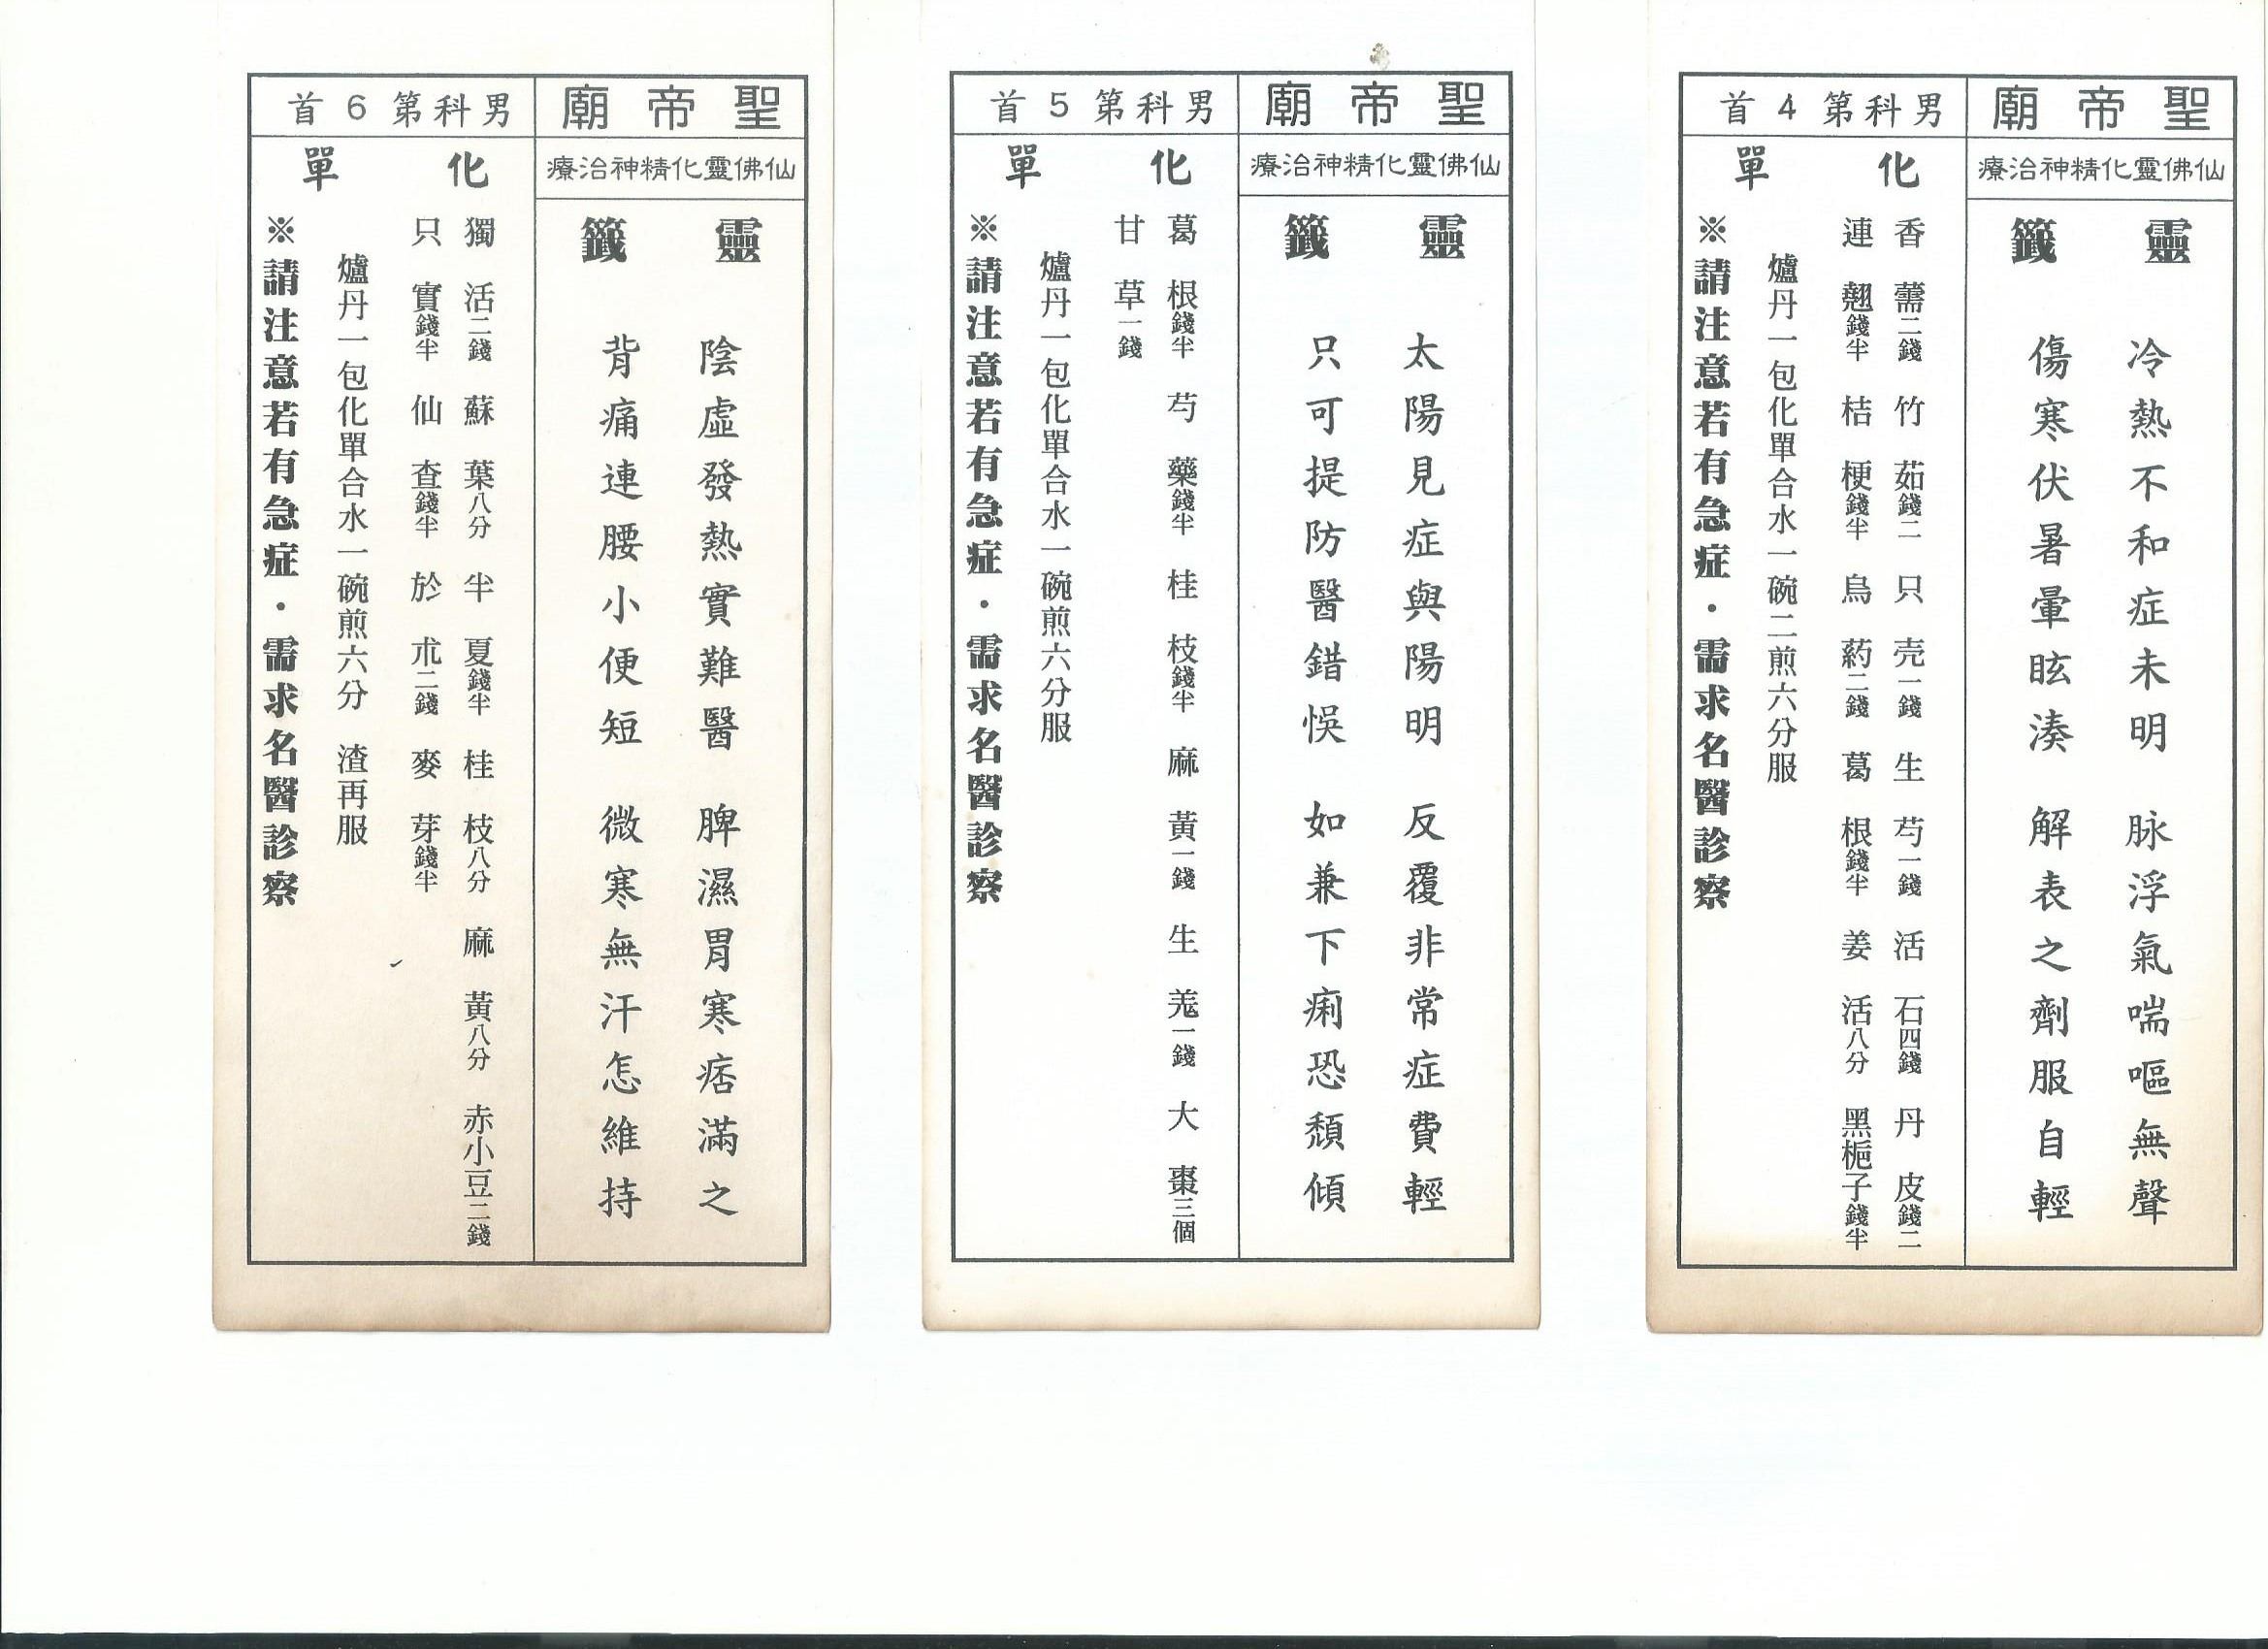 聖帝廟
男科第4首
仙佛靈化精神治療
靈籤
冷熱不和症未明　脉浮氣喘嘔無聲
傷寒伏暑暈眩湊　解表之劑服自輕
化單
香薷二錢　竹茹錢二　只壳一錢　生芍一錢　活石四錢　丹皮錢二
連翹錢半　桔梗錢半　烏葯二錢　葛根錢半　姜活八分　黑梔子錢半
爐丹一包化單合水一碗二煎六分服
※請注意若有急症・需求名醫診察
聖帝廟
男科第5首
仙佛靈化精神治療
靈籤
太陽見症與陽明　反覆非常症費輕
只可提防醫錯悞　如兼下痢恐頹傾
化單
葛根錢半　芍藥錢半　桂枝錢半　麻黃一錢　生羗一錢　大棗三個
甘草一錢
爐丹一包化單合水一碗煎六分服
※請注意若有急症・需求名醫診察
聖帝廟
男科第6首
仙佛靈化精神治療
靈籤
陰虛發熱實難醫　脾濕胃寒痞滿之
背痛連腰小便短　微寒無汗怎維持
化單
獨活二錢　蘇葉八分　半夏錢半　桂枝八分　麻黃八分　赤小豆二錢
只實錢半　仙查錢半　於朮二錢　麥芽錢半
爐丹一包化單合水一碗煎六分　渣再服
※請注意若有急症・需求名醫診察